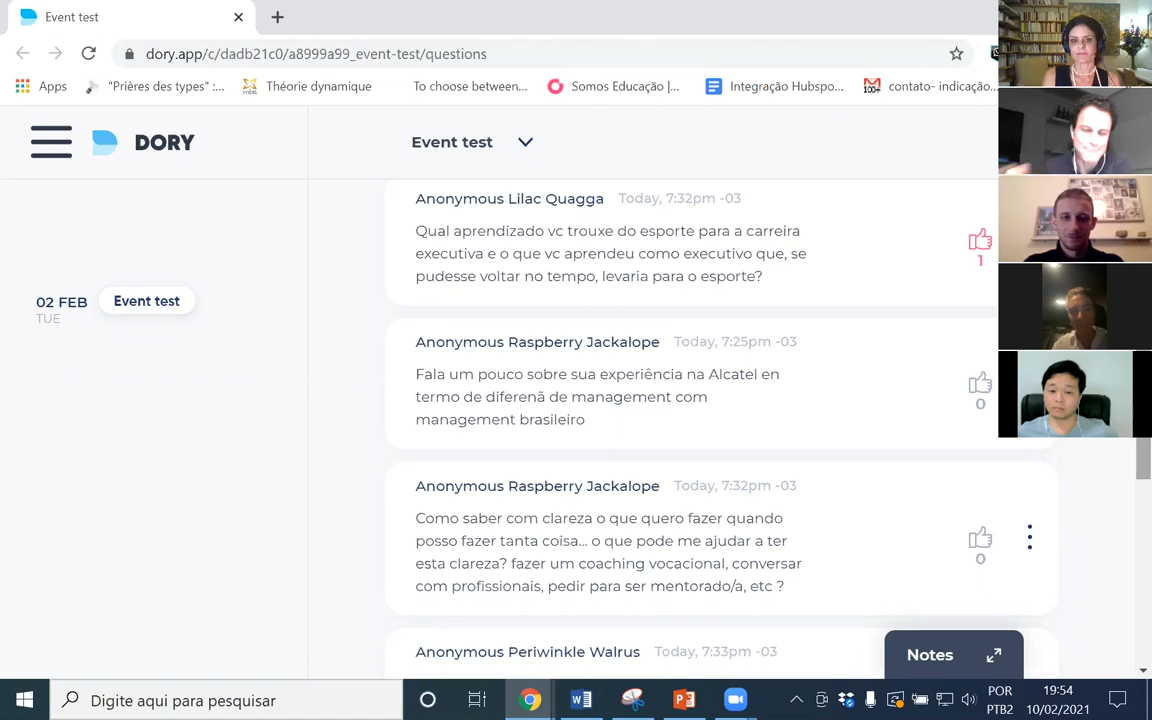 Event test
dory.app/c/dadb21c0/a8999a99_event-test/questions
Apps
"Prières des types" :...
Théorie dynamique
To choose between...
Somos Educação |...
Integração Hubspo...
contato- indicação...
DORY
Event test
Anonymous Lilac Quagga Today, 7:32pm -03
Qual aprendizado vc trouxe do esporte para a carreira
executiva e o que vc aprendeu como executivo que, se
pudesse voltar no tempo, levaria para o esporte?
1
02 FEB Event test
TUE
Anonymous Raspberry Jackalope Today, 7:25pm -03
Fala um pouco sobre sua experiência na Alcatel en
termo de diferenã de management com
management brasileiro
0
Anonymous Raspberry Jackalope Today, 7:32pm -03
Como saber com clareza o que quero fazer quando
posso fazer tanta coisa... o que pode me ajudar a ter
esta clareza? fazer um coaching vocacional, conversar
com profissionais, pedir para ser mentorado/a, etc ?
0
Anonymous Periwinkle Walrus Today, 7:33pm -03
Notes
Digite aqui para pesquisar
POR
PTB2
19:54
10/02/2021